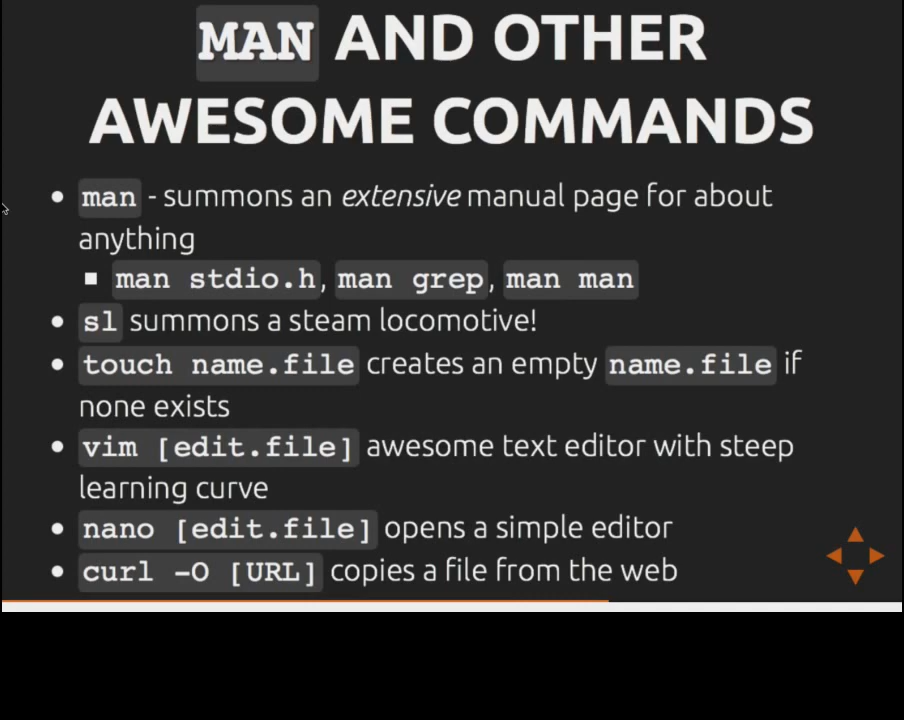 MAN AND OTHER
AWESOME COMMANDS
man - summons an extensive manual page for about
anything
man stdio.h, man grep, man man
sl summons a steam locomotive!
touch name.file creates an empty name.file if
none exists
vim [edit.file] awesome text editor with steep
learning curve
nano [edit.file] opens a simple editor
curl -O [URL] copies a file from the web